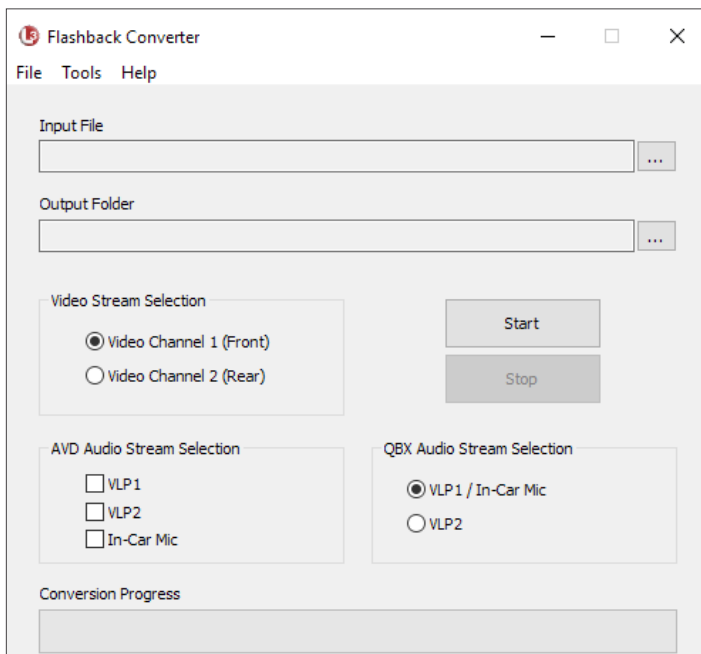 L3 Flashback Converter
File Tools Help
Input File
...
Output Folder
...
Video Stream Selection
Video Channel 1 (Front)
Video Channel 2 (Rear)
Start
Stop
AVD Audio Stream Selection
VLP1
VLP2
In-Car Mic
QBX Audio Stream Selection
VLP1 / In-Car Mic
VLP2
Conversion Progress